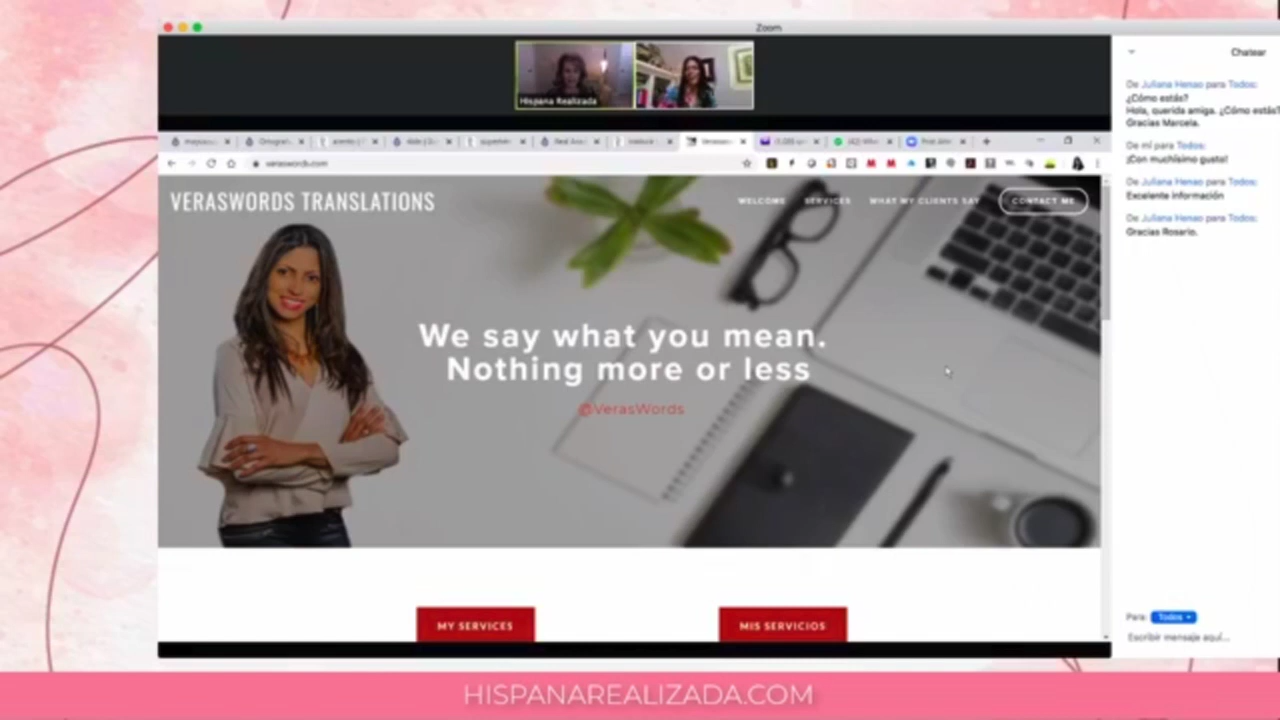 Zoom
Hispana Realizada
veraswords.com
VERASWORDS TRANSLATIONS
WELCOME
SERVICES
WHAT MY CLIENTS SAY
CONTACT ME
We say what you mean.
Nothing more or less
@VerasWords
MY SERVICES
MIS SERVICIOS
Chatear
De Juliana Henao para Todos:
¿Cómo estás?
Hola, querida amiga. ¿Cómo estás?
Gracias Marcela.
De mí para Todos:
¡Con muchísimo gusto!
De Juliana Henao para Todos:
Excelente información
De Juliana Henao para Todos:
Gracias Rosario.
Para: Todos
Escribir mensaje aquí...
HISPANAREALIZADA.COM